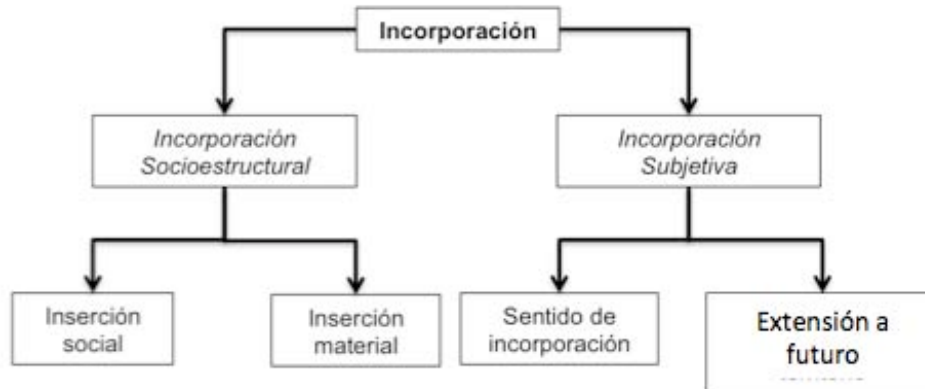 Incorporación
Incorporación
Socioestructural
Incorporación
Subjetiva
Inserción
social
Inserción
material
Sentido de
incorporación
Extensión a
futuro